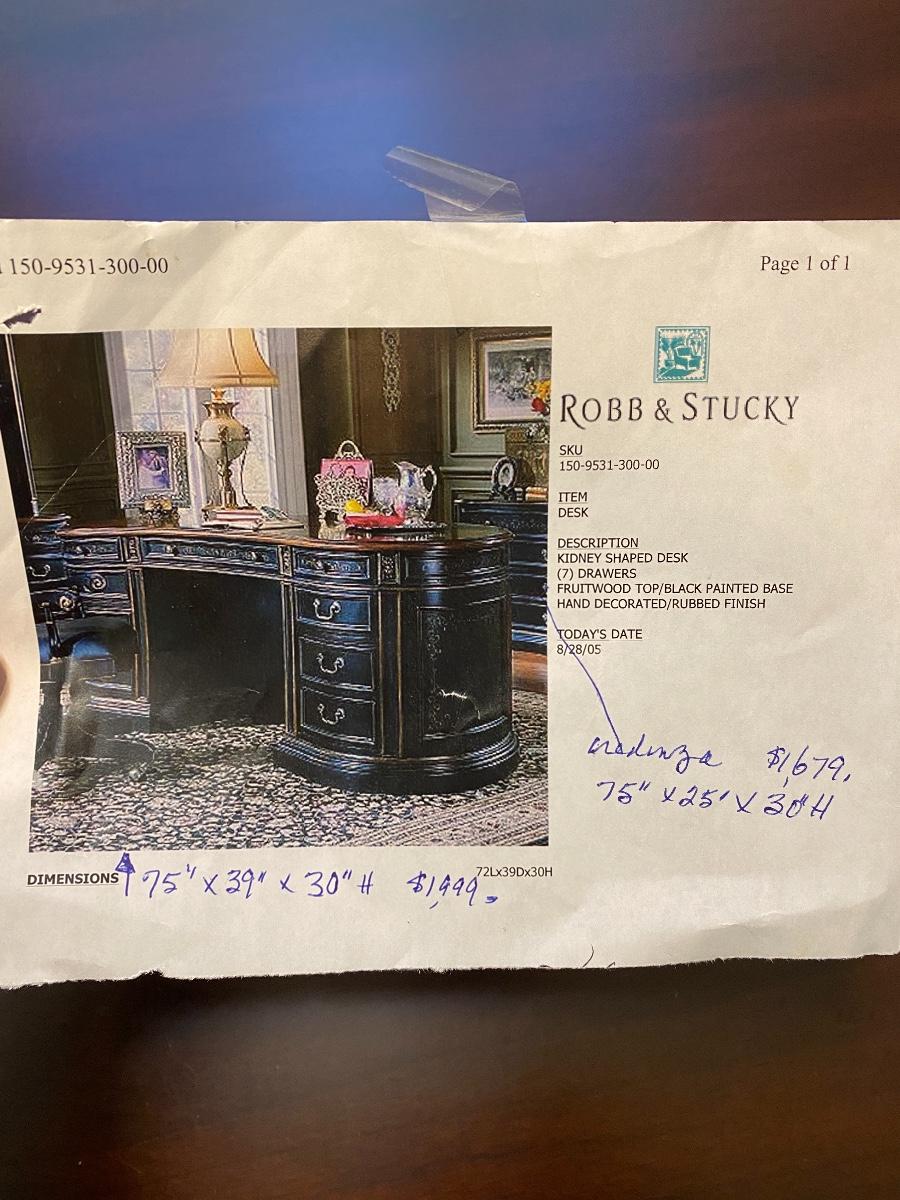 150-9531-300-00
Page 1 of 1
ROBB & STUCKY
SKU
150-9531-300-00
ITEM
DESK
DESCRIPTION
KIDNEY SHAPED DESK
(7) DRAWERS
FRUITWOOD TOP/BLACK PAINTED BASE
HAND DECORATED/RUBBED FINISH
TODAY'S DATE
8/28/05
credenza $1,679.
75" x 25" x 30" H
72Lx39Dx30H
DIMENSIONS 75" x 39" x 30" H $1,999.